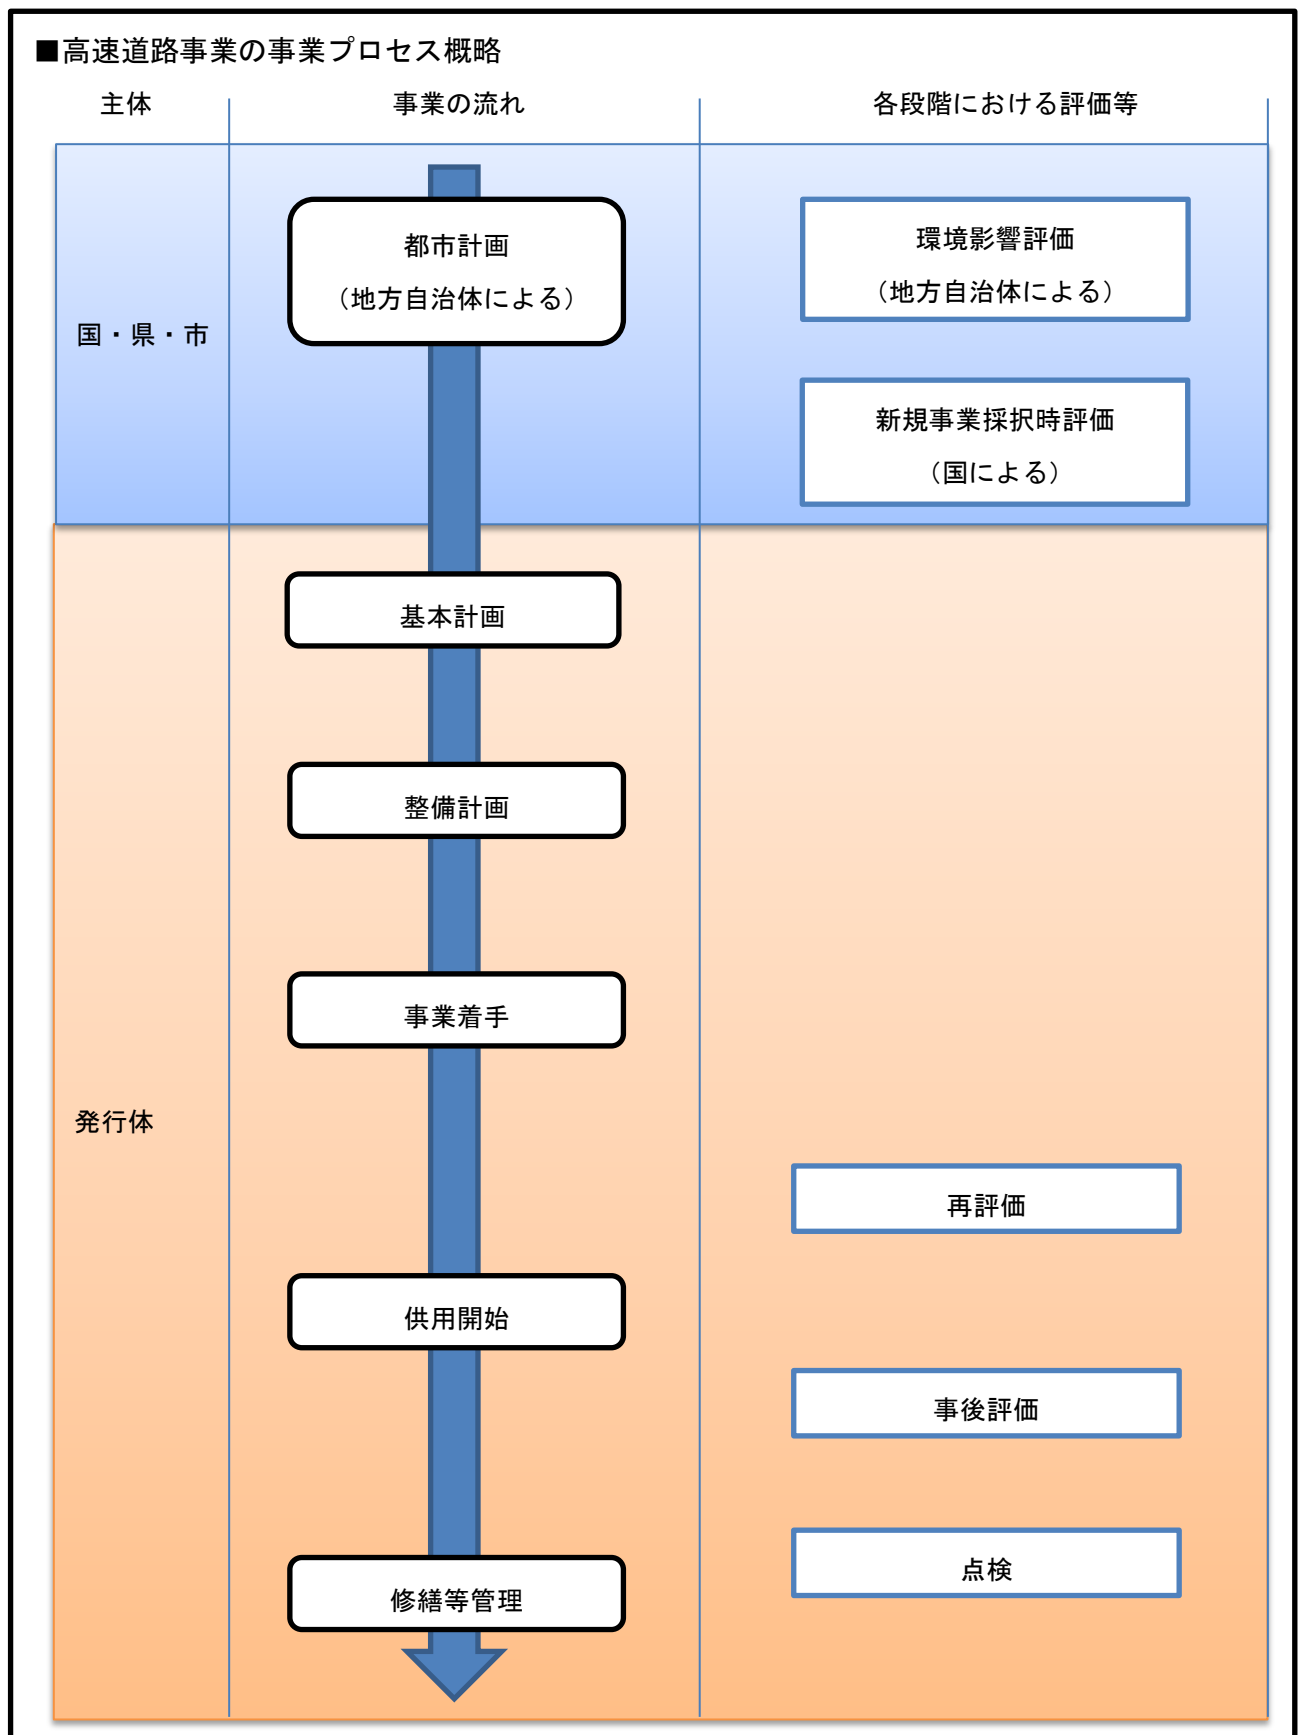 ■高速道路事業の事業プロセス概略
主体
事業の流れ
各段階における評価等
国・県・市
都市計画
（地方自治体による）
環境影響評価
（地方自治体による）
新規事業採択時評価
（国による）
発行体
基本計画
整備計画
事業着手
再評価
供用開始
事後評価
点検
修繕等管理